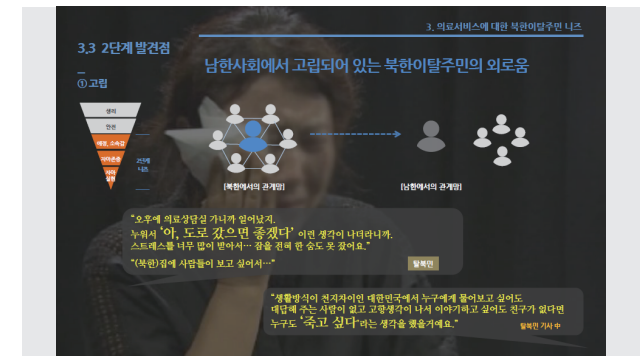 3. 의료서비스에 대한 북한이탈주민 니즈
3.3 2단계 발견점
남한사회에서 고립되어 있는 북한이탈주민의 외로움
① 고립
생리
안전
애정, 소속감
자아존중
자아
실현
2단계
니즈
[북한에서의 관계망]
[남한에서의 관계망]
“오후에 의료상담실 가니까 일어났지.
누워서 ‘아, 도로 갔으면 좋겠다’ 이런 생각이 나더라니까.
스트레스를 너무 많이 받아서… 잠을 전혀 한 숨도 못 잤어요.”
“(북한)집에 사람들이 보고 싶어서…“
탈북민
“생활방식이 천지차이인 대한민국에서 누구에게 물어보고 싶어도
대답해 주는 사람이 없고 고향생각이 나서 이야기하고 싶어도 친구가 없다면
누구도 ‘죽고 싶다’라는 생각을 했을거예요.”
탈북민 기사 中